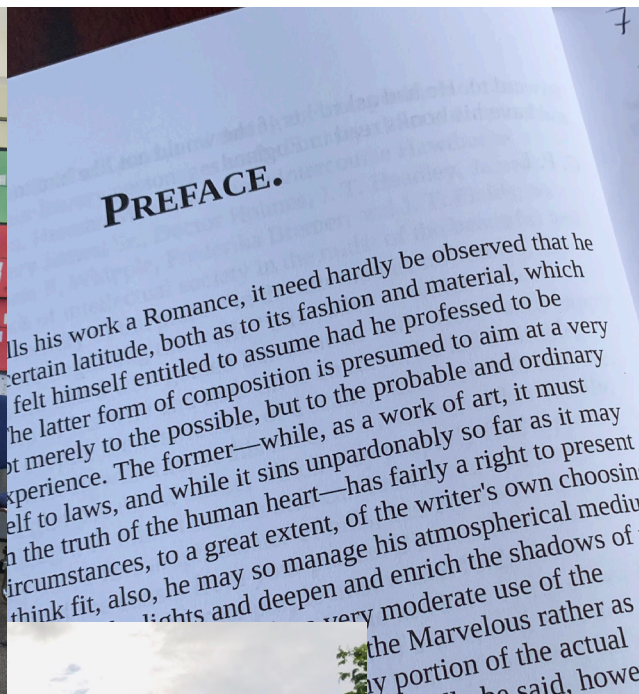 7
PREFACE.
lls his work a Romance, it need hardly be observed that he
ertain latitude, both as to its fashion and material, which
felt himself entitled to assume had he professed to be
he latter form of composition is presumed to aim at a very
ot merely to the possible, but to the probable and ordinary
xperience. The former—while, as a work of art, it must
elf to laws, and while it sins unpardonably so far as it may
the truth of the human heart—has fairly a right to present
ircumstances, to a great extent, of the writer's own choosin
think fit, also, he may so manage his atmospherical mediu
lights and deepen and enrich the shadows of
very moderate use of the
the Marvelous rather as
portion of the actual
be said, howe